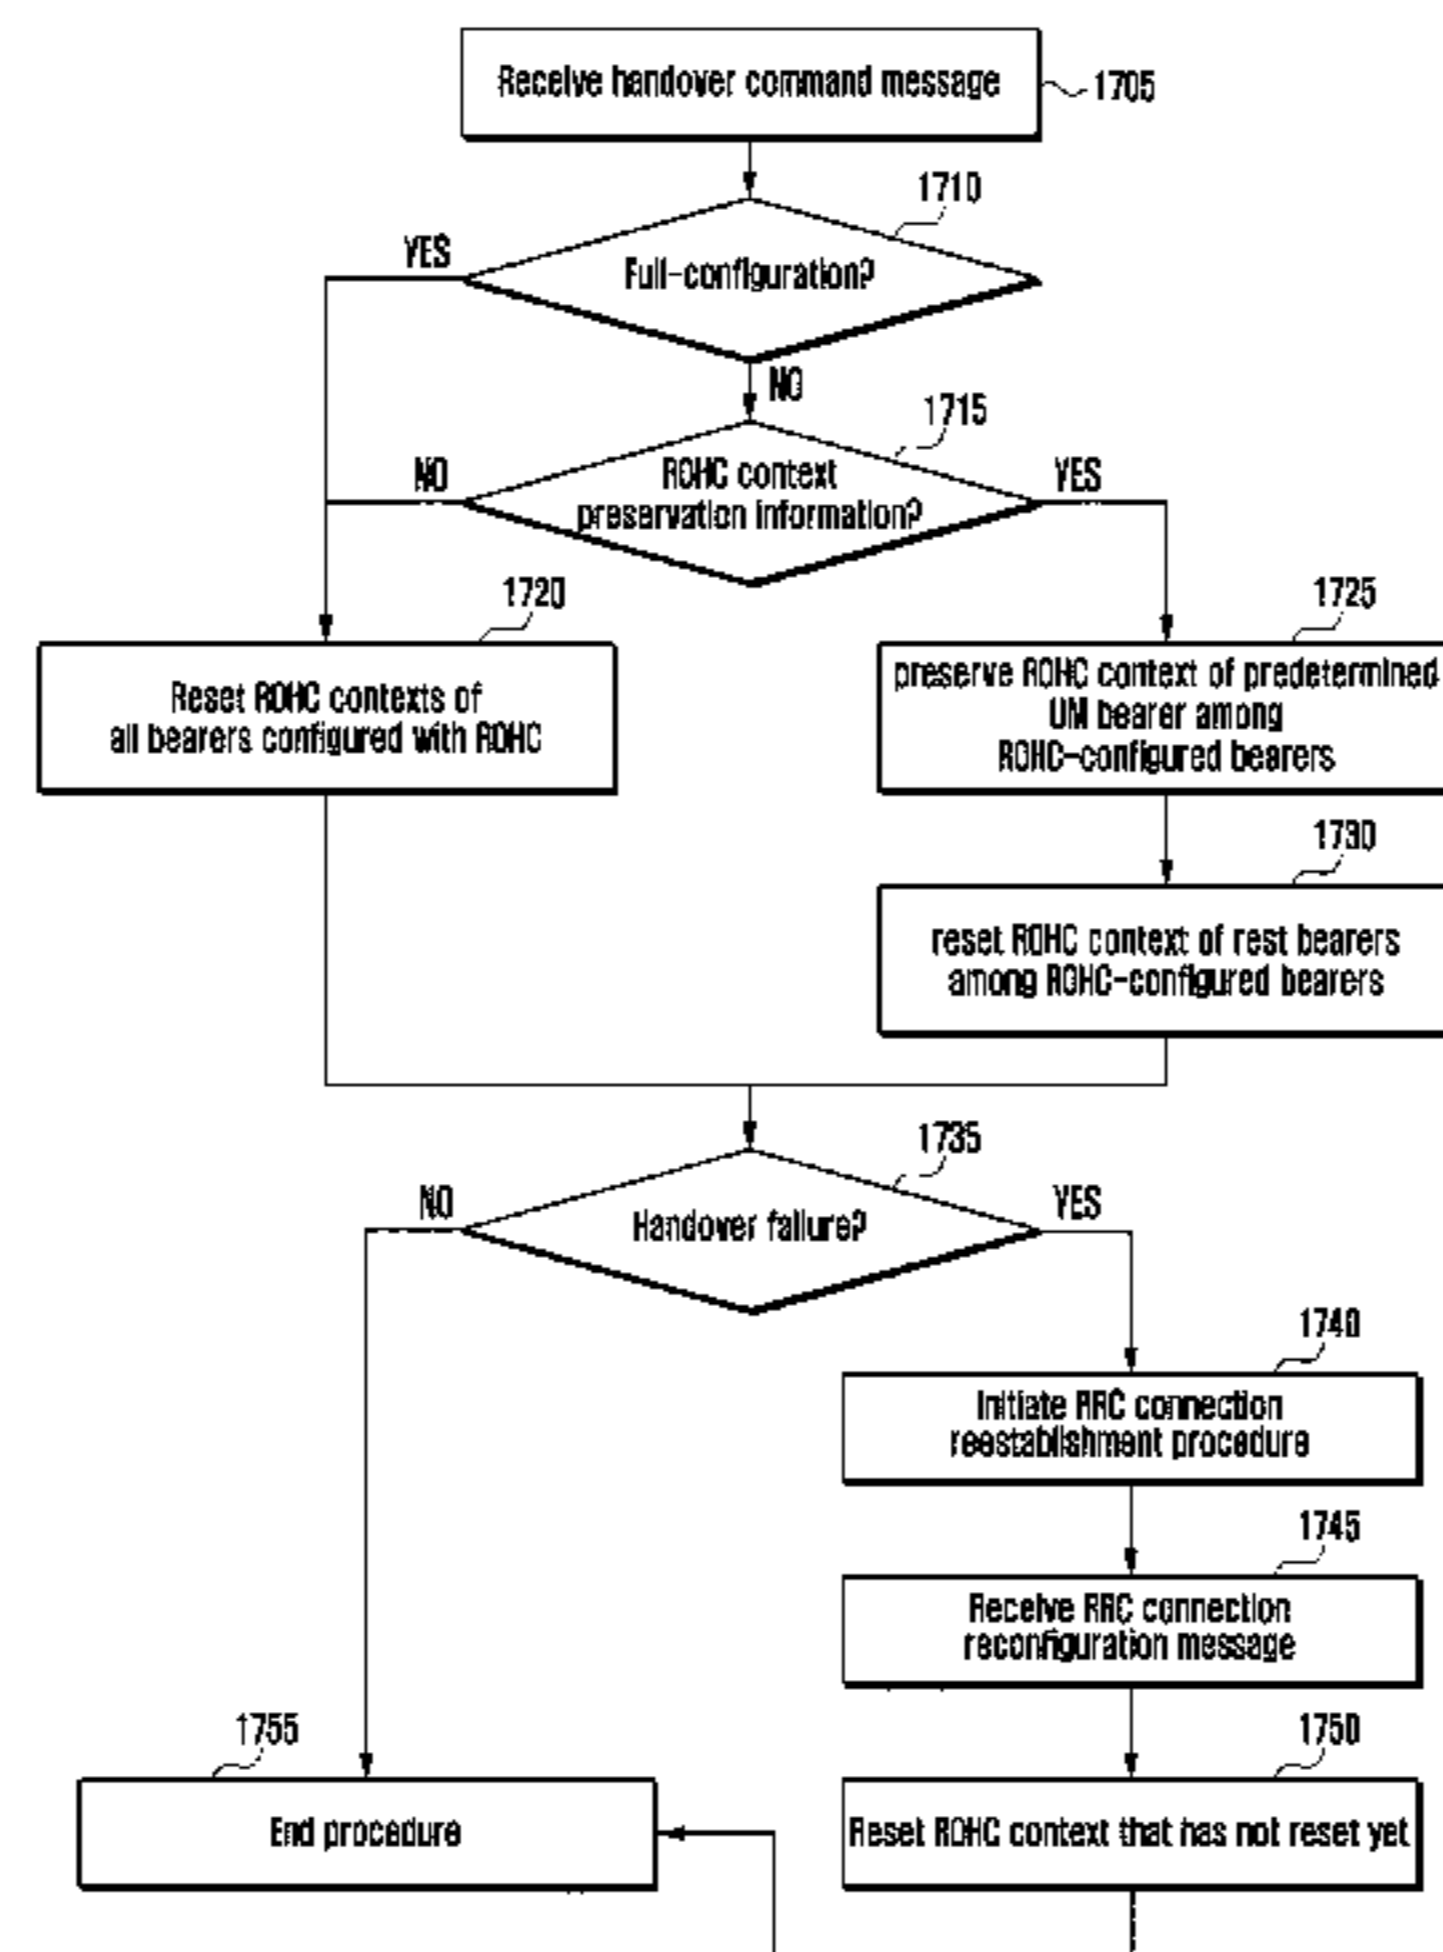 Receive handover command message
1705
1710
YES
Full-configuration?
NO
1715
NO
ROHC context
YES
preservation information?
1720
1725
Reset ROHC contexts of
all bearers configured with ROHC
preserve ROHC context of predetermined
UM bearer among
ROHC-configured bearers
1730
reset ROHC context of rest bearers
among ROHC-configured bearers
1735
NO
YES
Handover failure?
1740
Initiate RRC connection
reestablishment procedure
1745
Receive RRC connection
reconfiguration message
1755
1750
End procedure
Reset ROHC context that has not reset yet